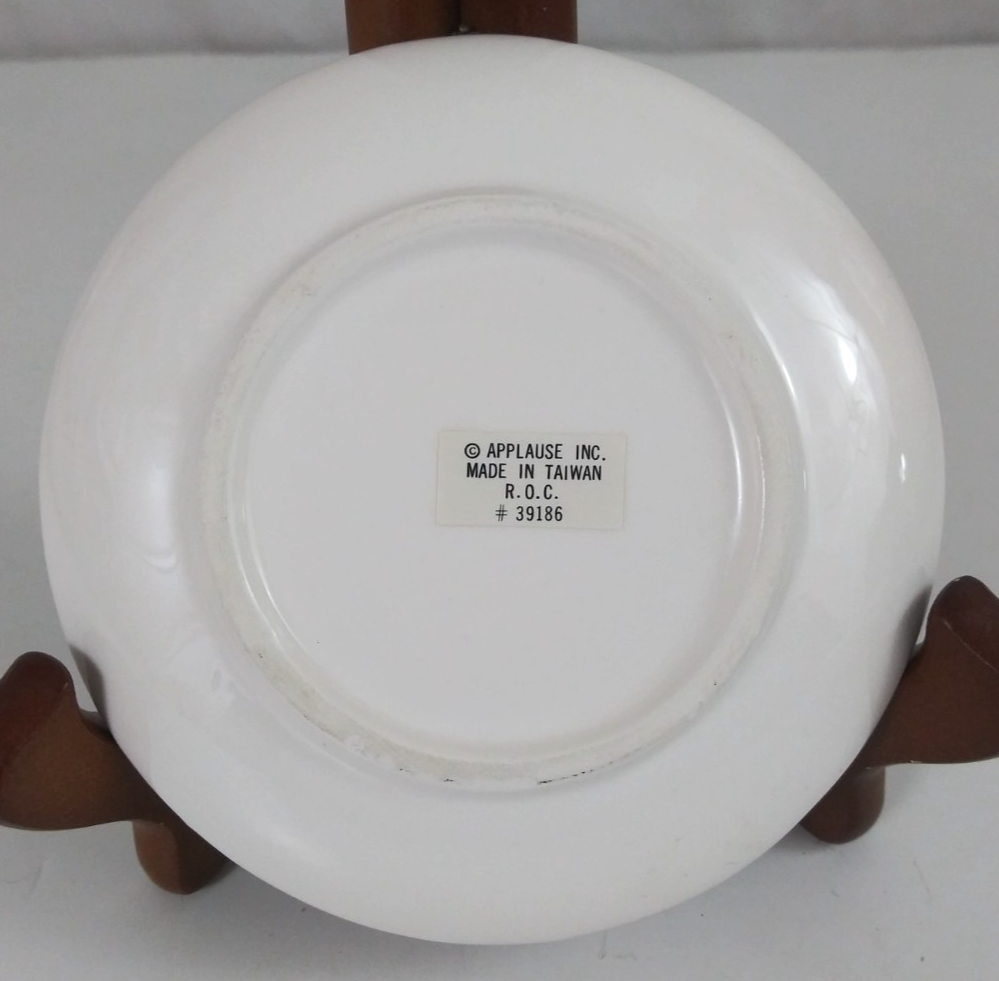 © APPLAUSE INC.
MADE IN TAIWAN
R.O.C.
# 39186